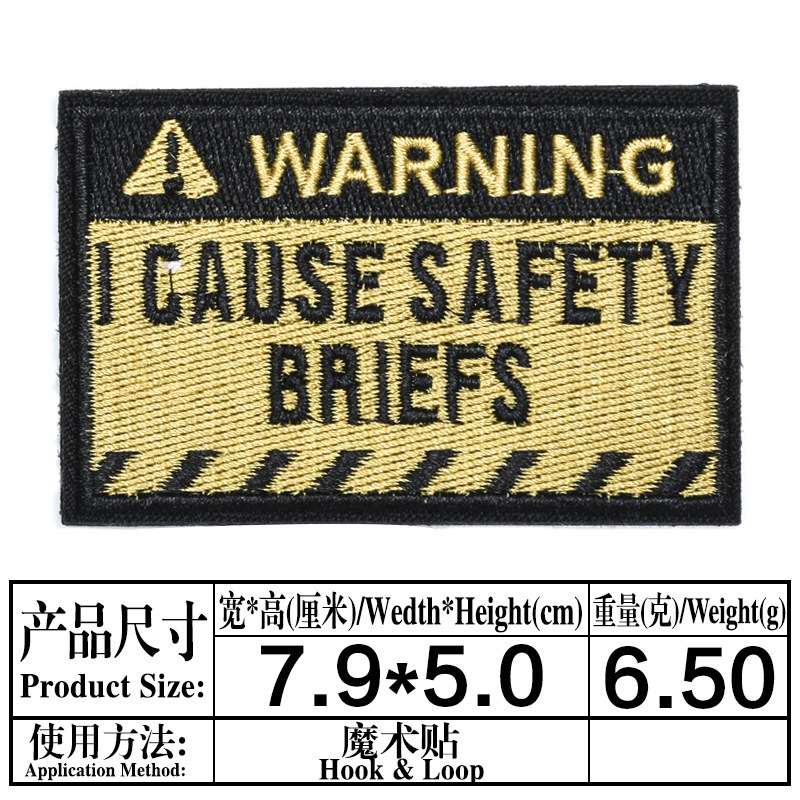 WARNING
I CAUSE SAFETY
BRIEFS
产品尺寸
Product Size:
宽*高(厘米)/Wedth*Height(cm)
7.9*5.0
重量(克)/Weight(g)
6.50
使用方法:
Application Method:
魔术贴
Hook & Loop